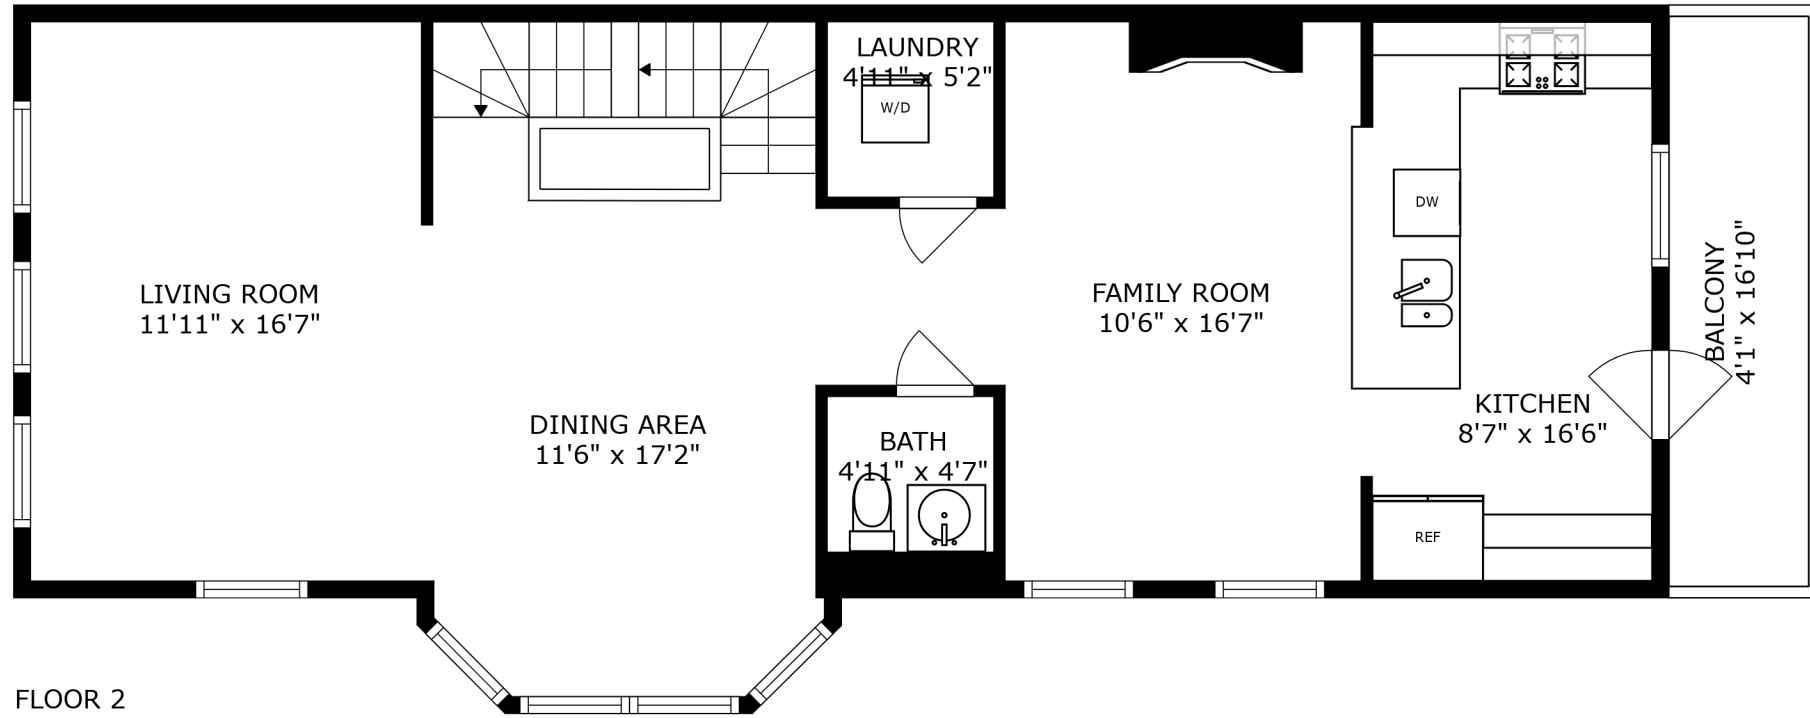 LAUNDRY
4'11" x 5'2"
W/D
DW
LIVING ROOM
11'11" x 16'7"
FAMILY ROOM
10'6" x 16'7"
BALCONY
4'1" x 16'10"
DINING AREA
11'6" x 17'2"
KITCHEN
8'7" x 16'6"
BATH
4'11" x 4'7"
REF
FLOOR 2